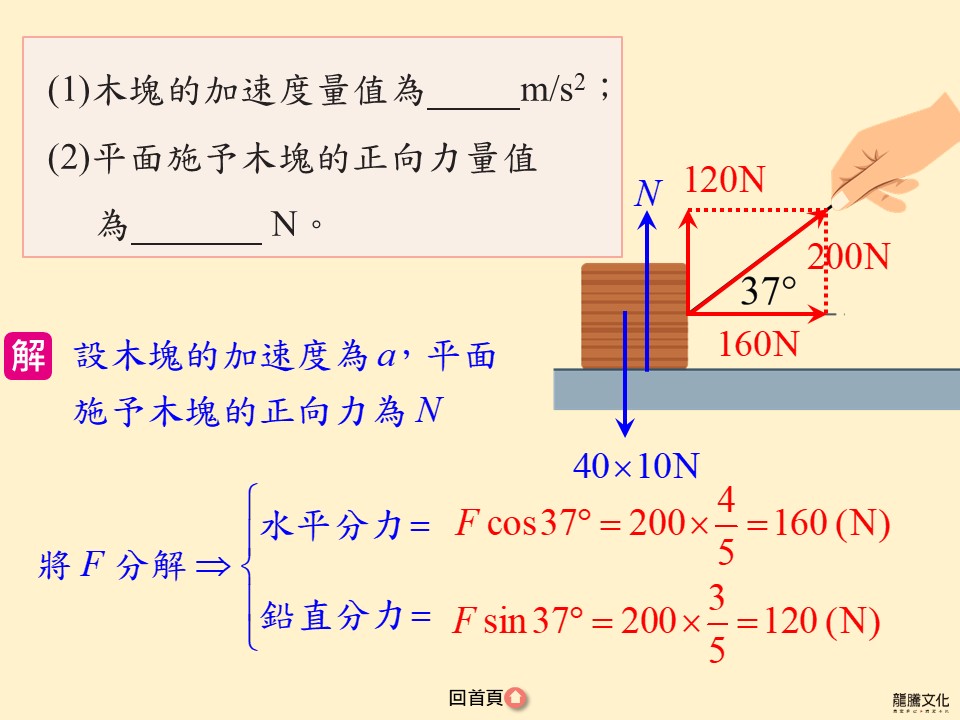 (1)木塊的加速度量值為_____m/s²；
(2)平面施予木塊的正向力量值
為_______ N。
N
120N
200N
37°
160N
40×10N
解 設木塊的加速度為 a，平面
施予木塊的正向力為 N
將 F 分解 ⇒
水平分力 = F cos37° = 200 × 4/5 = 160 (N)
鉛直分力 = F sin37° = 200 × 3/5 = 120 (N)
回首頁
龍騰文化